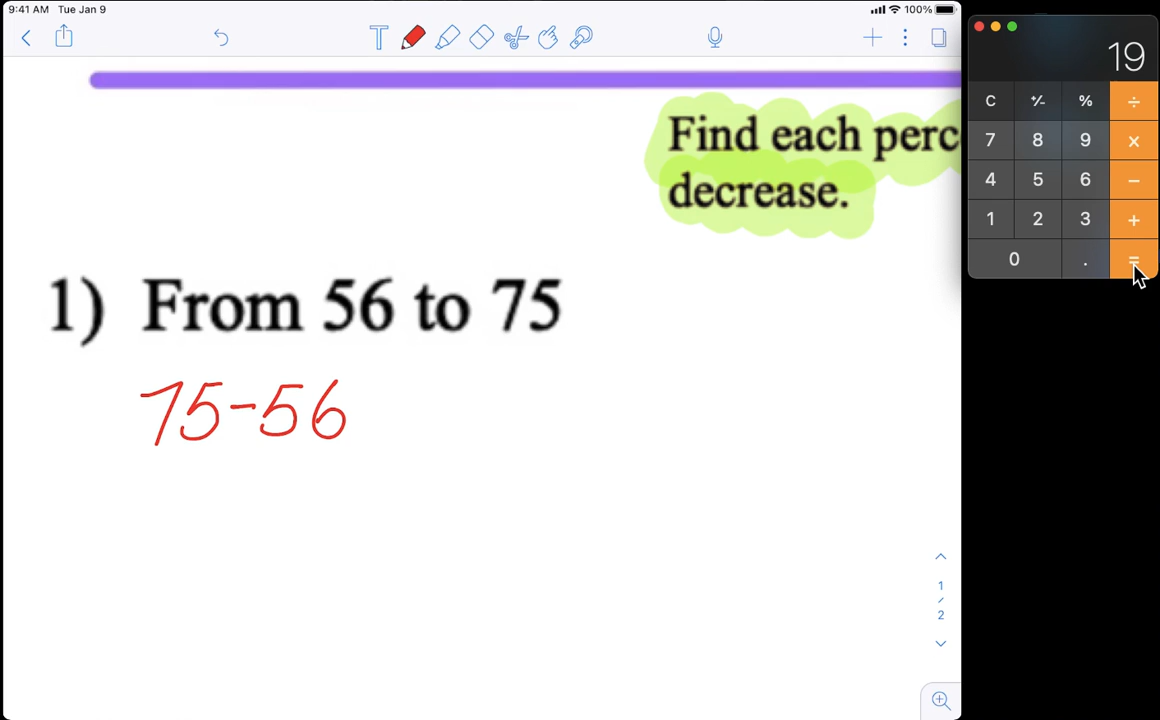 9:41 AM Tue Jan 9
100%
19
Find each perc
decrease.
C +/- % ÷
7 8 9 ×
4 5 6 −
1 2 3 +
0 . =
1) From 56 to 75
75-56
1
/
2